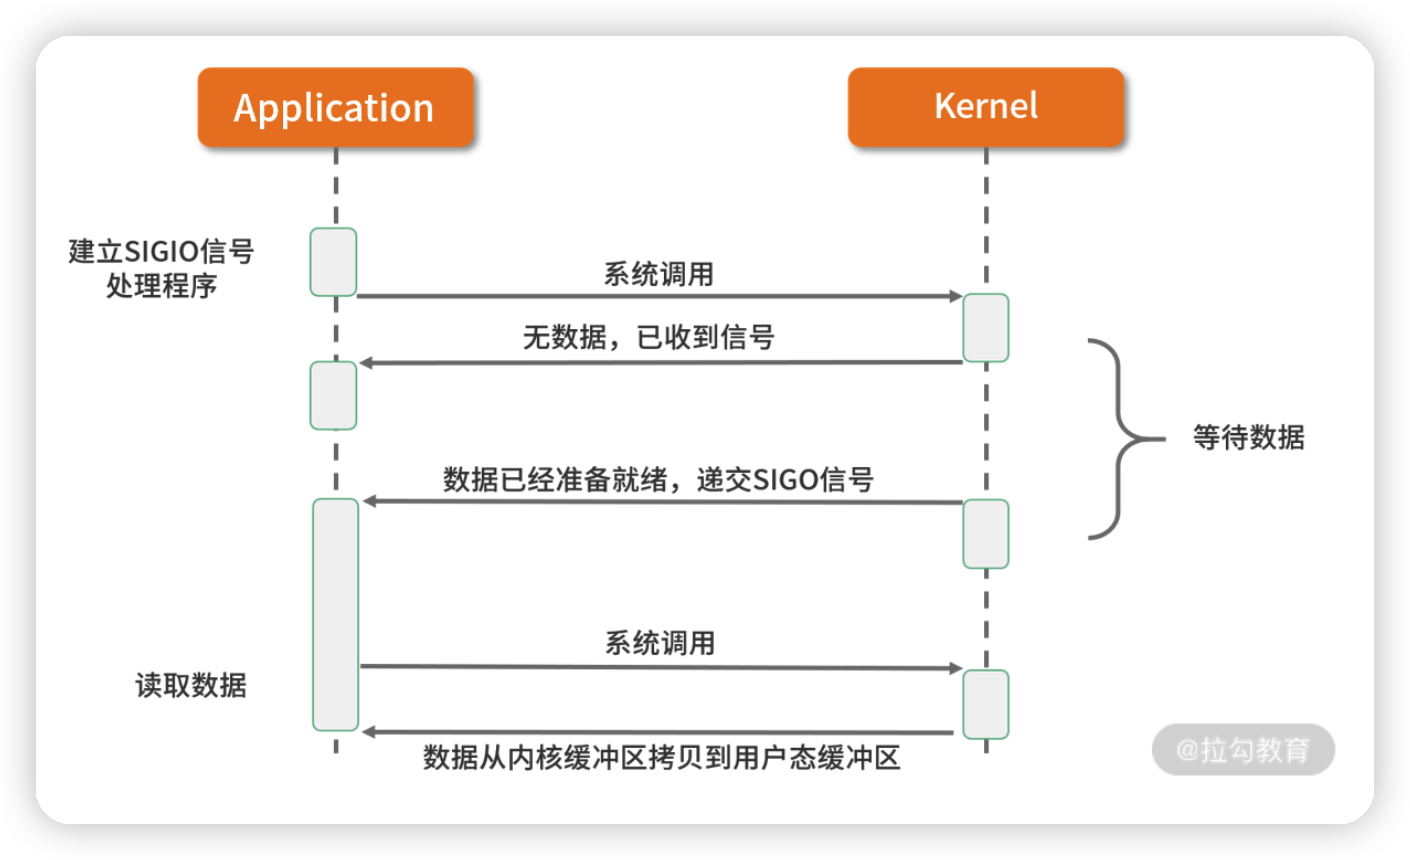 Application
Kernel
建立SIGIO信号
处理程序
系统调用
无数据，已收到信号
等待数据
数据已经准备就绪，递交SIGO信号
系统调用
读取数据
数据从内核缓冲区拷贝到用户态缓冲区
@拉勾教育